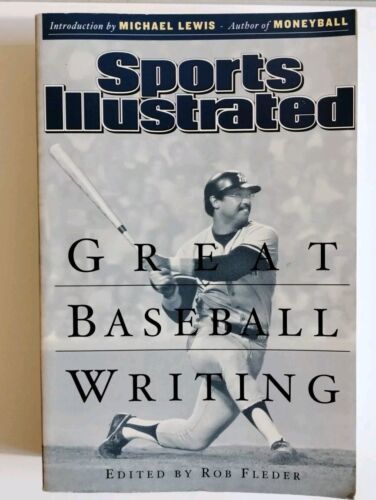 Introduction by MICHAEL LEWIS - Author of MONEYBALL
Sports
Illustrated
GREAT
BASEBALL
WRITING
EDITED BY ROB FLEDER